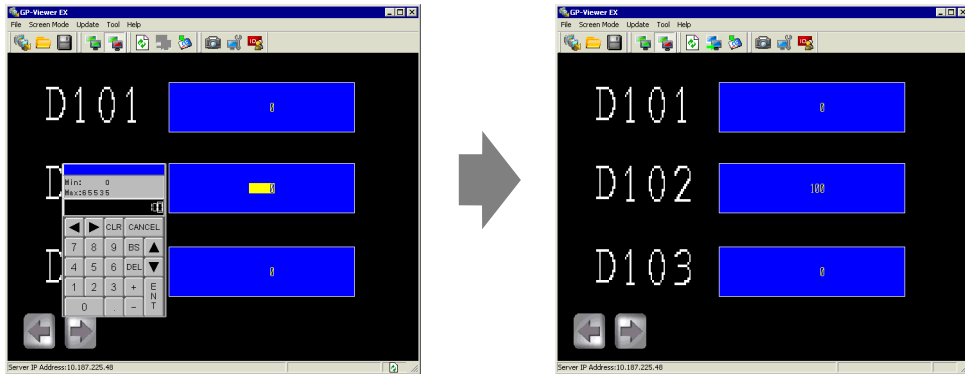 GP-Viewer EX
File Screen Mode Update Tool Help
D101 0
D
Min: 0
Max:65535
0
CLR CANCEL
7 8 9 BS
4 5 6 DEL
1 2 3 + ENT
0 . -
D 0
Server IP Address:10.187.225.48
GP-Viewer EX
File Screen Mode Update Tool Help
D101 0
D102 100
D103 0
Server IP Address:10.187.225.48